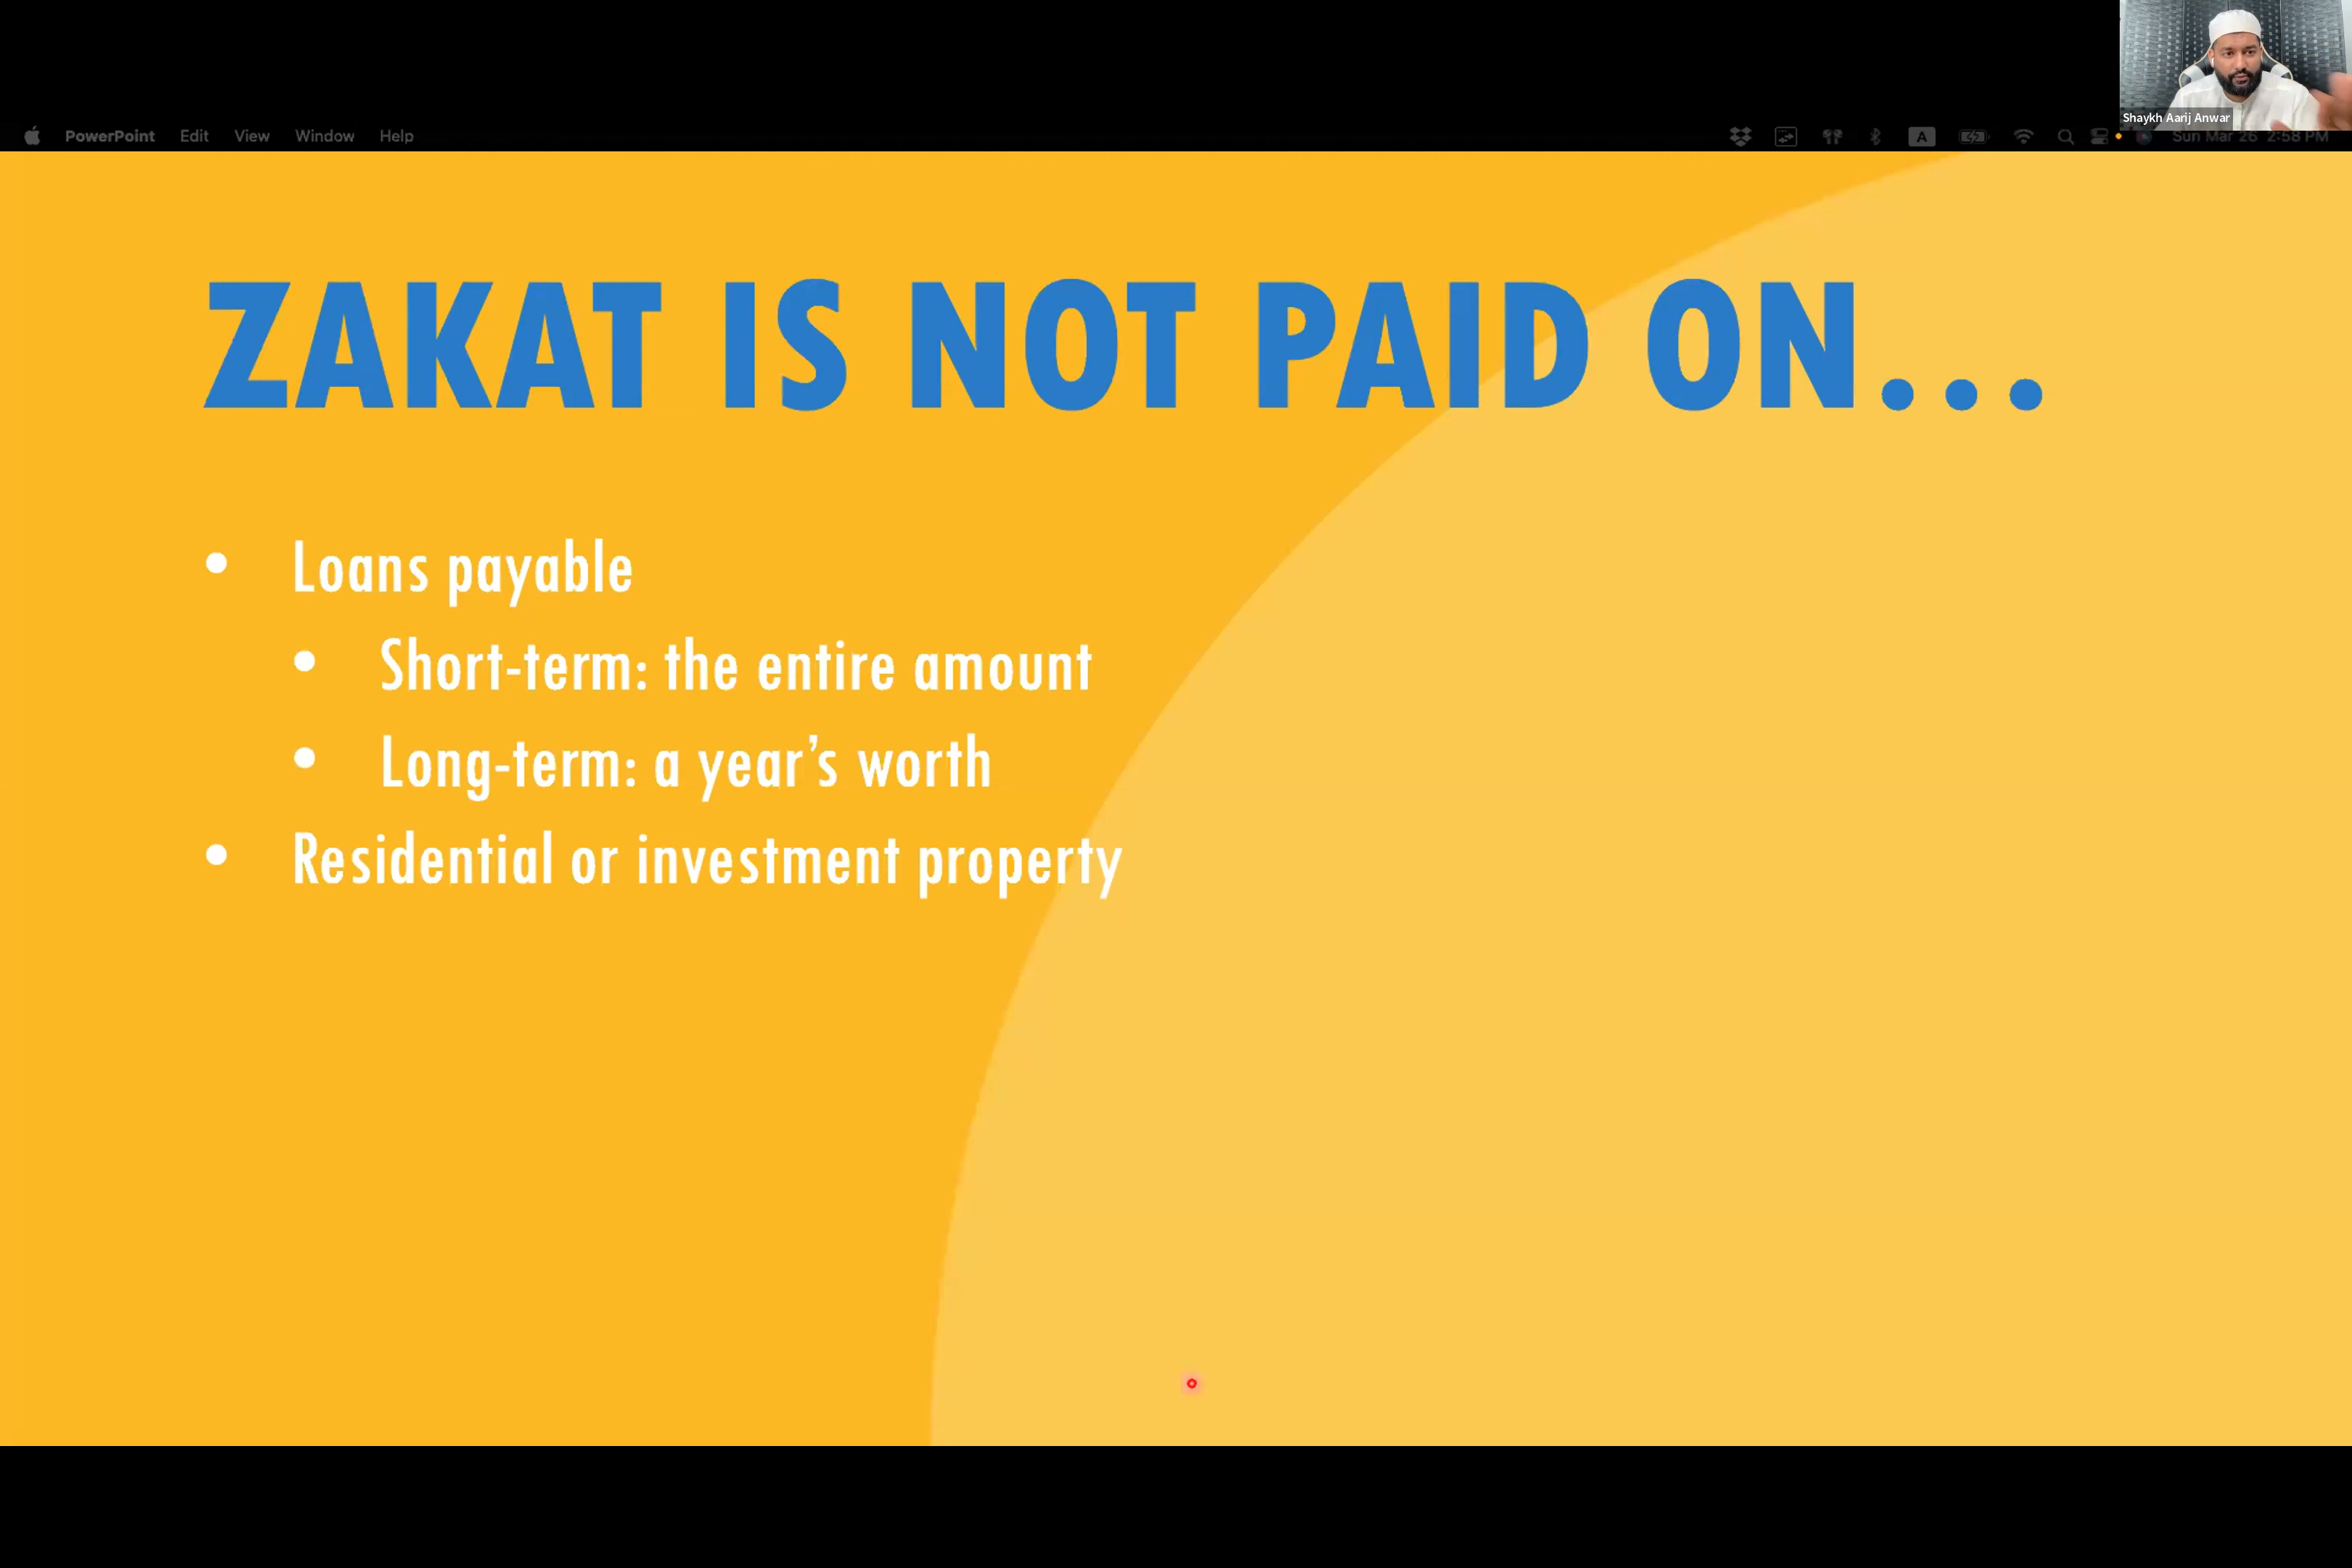 Shaykh Aarij Anwar
PowerPoint Edit View Window Help
A
Sun Mar 26 2:58 PM
ZAKAT IS NOT PAID ON...
• Loans payable
• Short-term: the entire amount
• Long-term: a year’s worth
• Residential or investment property